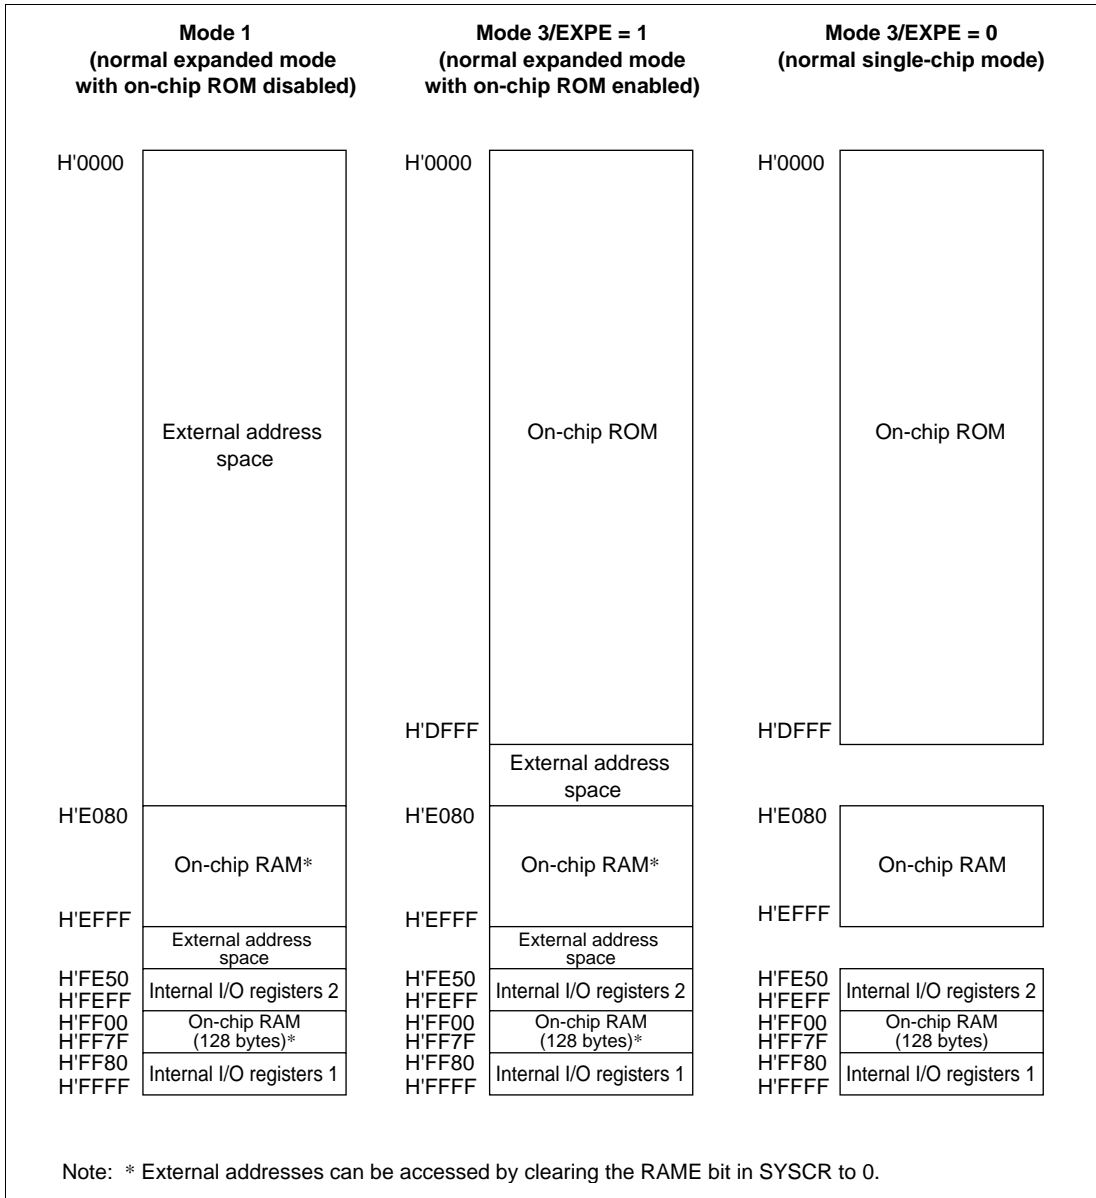 Mode 1
(normal expanded mode
with on-chip ROM disabled)
Mode 3/EXPE = 1
(normal expanded mode
with on-chip ROM enabled)
Mode 3/EXPE = 0
(normal single-chip mode)
H'0000
External address
space
H'E080
On-chip RAM*
H'EFFF
External address
space
H'FE50
H'FEFF
Internal I/O registers 2
H'FF00
H'FF7F
On-chip RAM
(128 bytes)*
H'FF80
H'FFFF
Internal I/O registers 1
H'0000
On-chip ROM
H'DFFF
External address
space
H'E080
On-chip RAM*
H'EFFF
External address
space
H'FE50
H'FEFF
Internal I/O registers 2
H'FF00
H'FF7F
On-chip RAM
(128 bytes)*
H'FF80
H'FFFF
Internal I/O registers 1
H'0000
On-chip ROM
H'DFFF
H'E080
On-chip RAM
H'EFFF
H'FE50
H'FEFF
Internal I/O registers 2
H'FF00
H'FF7F
On-chip RAM
(128 bytes)
H'FF80
H'FFFF
Internal I/O registers 1
Note: * External addresses can be accessed by clearing the RAME bit in SYSCR to 0.